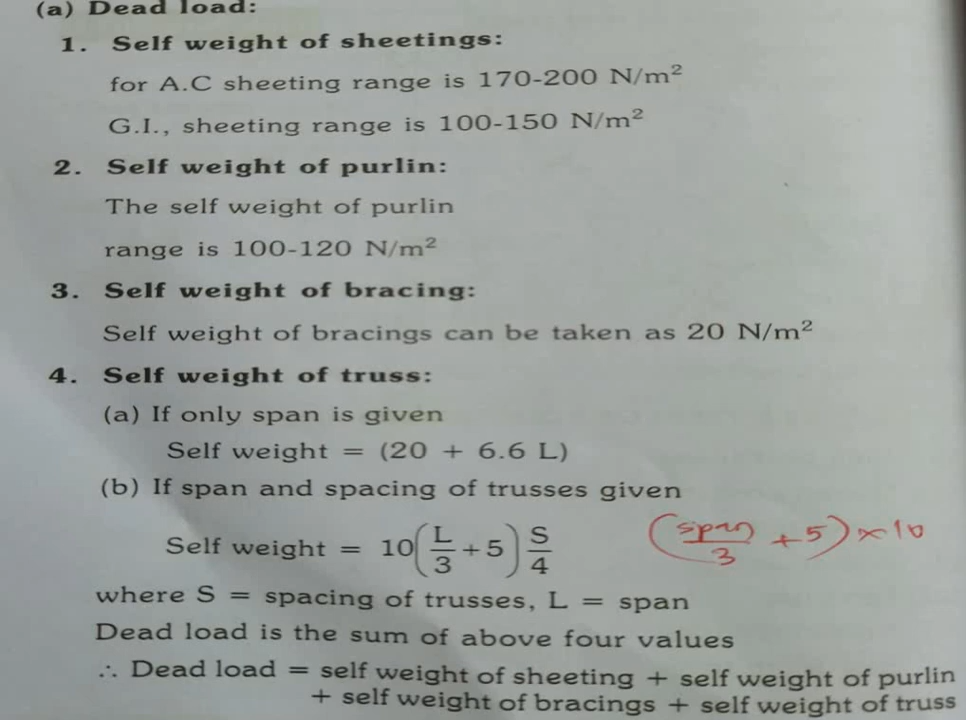 (a) Dead load:
1. Self weight of sheetings:
for A.C sheeting range is 170-200 N/m²
G.I., sheeting range is 100-150 N/m²
2. Self weight of purlin:
The self weight of purlin
range is 100-120 N/m²
3. Self weight of bracing:
Self weight of bracings can be taken as 20 N/m²
4. Self weight of truss:
(a) If only span is given
Self weight = (20 + 6.6 L)
(b) If span and spacing of trusses given
Self weight = 10(L/3 + 5) S/4 (span/3 + 5) × 10
where S = spacing of trusses, L = span
Dead load is the sum of above four values
∴ Dead load = self weight of sheeting + self weight of purlin
+ self weight of bracings + self weight of truss